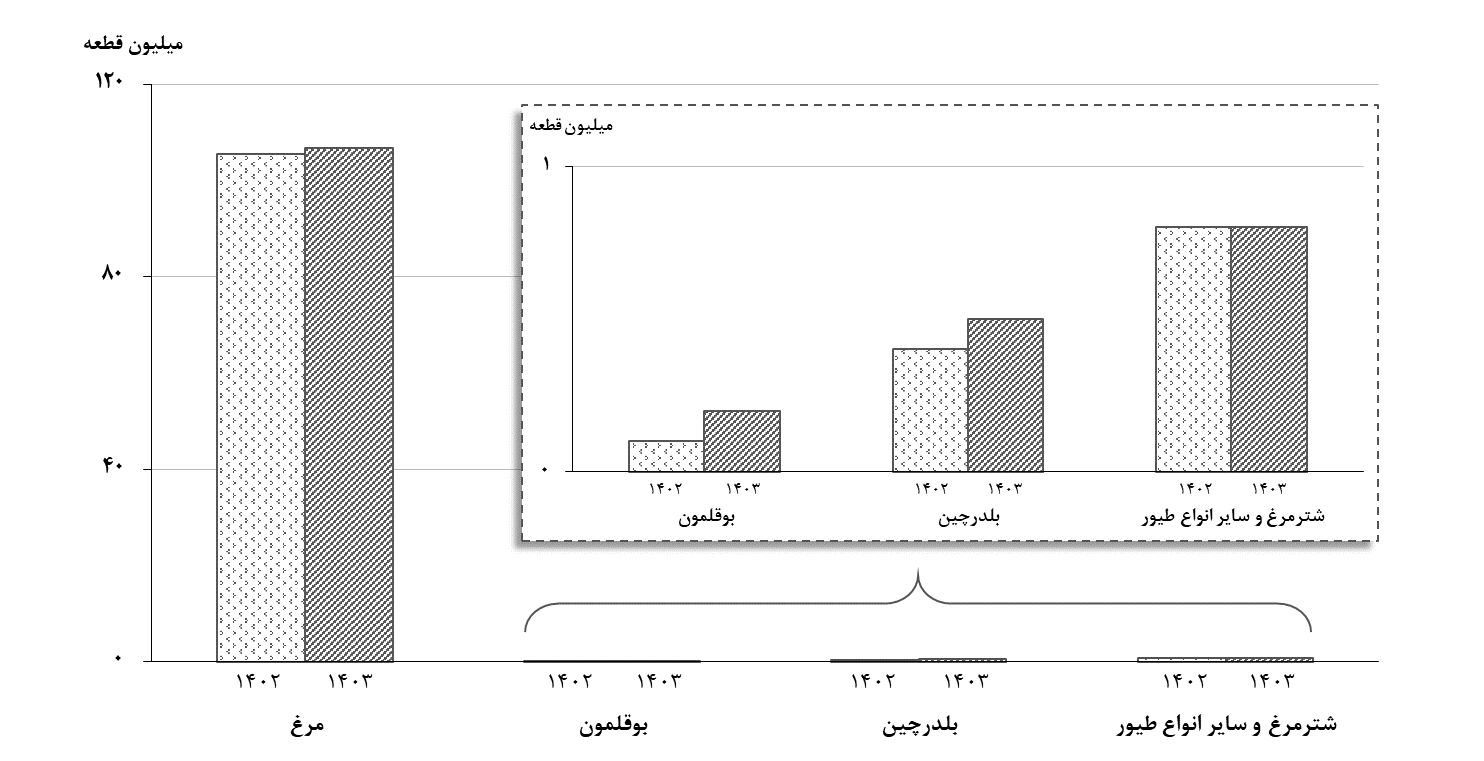 میلیون قطعه
۱۲۰
میلیون قطعه
۱
۸۰
۴۰
۰
۱۴۰۲ ۱۴۰۳ ۱۴۰۲ ۱۴۰۳ ۱۴۰۲ ۱۴۰۳
بوقلمون بلدرچین شترمرغ و سایر انواع طیور
۰
۱۴۰۲ ۱۴۰۳ ۱۴۰۲ ۱۴۰۳ ۱۴۰۲ ۱۴۰۳ ۱۴۰۲ ۱۴۰۳
مرغ بوقلمون بلدرچین شترمرغ و سایر انواع طیور